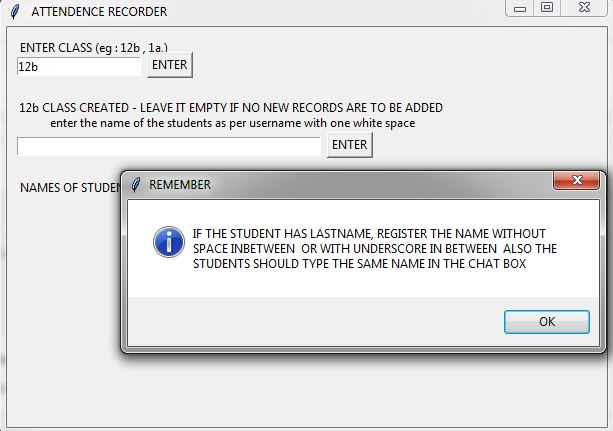 ATTENDENCE RECORDER
ENTER CLASS (eg : 12b , 1a.)
12b
ENTER
12b CLASS CREATED - LEAVE IT EMPTY IF NO NEW RECORDS ARE TO BE ADDED
enter the name of the students as per username with one white space
ENTER
NAMES OF STUDEN
REMEMBER
IF THE STUDENT HAS LASTNAME, REGISTER THE NAME WITHOUT
SPACE INBETWEEN  OR WITH UNDERSCORE IN BETWEEN  ALSO THE
STUDENTS SHOULD TYPE THE SAME NAME IN THE CHAT BOX
OK